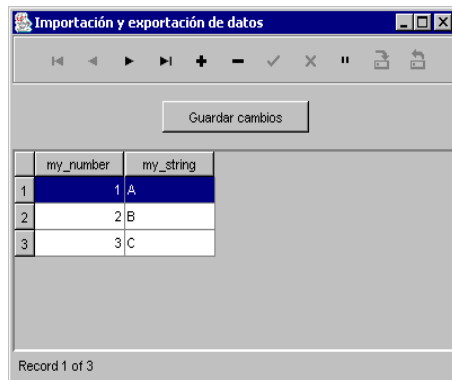 Importación y exportación de datos
Guardar cambios
my_number my_string
1 1 A
2 2 B
3 3 C
Record 1 of 3